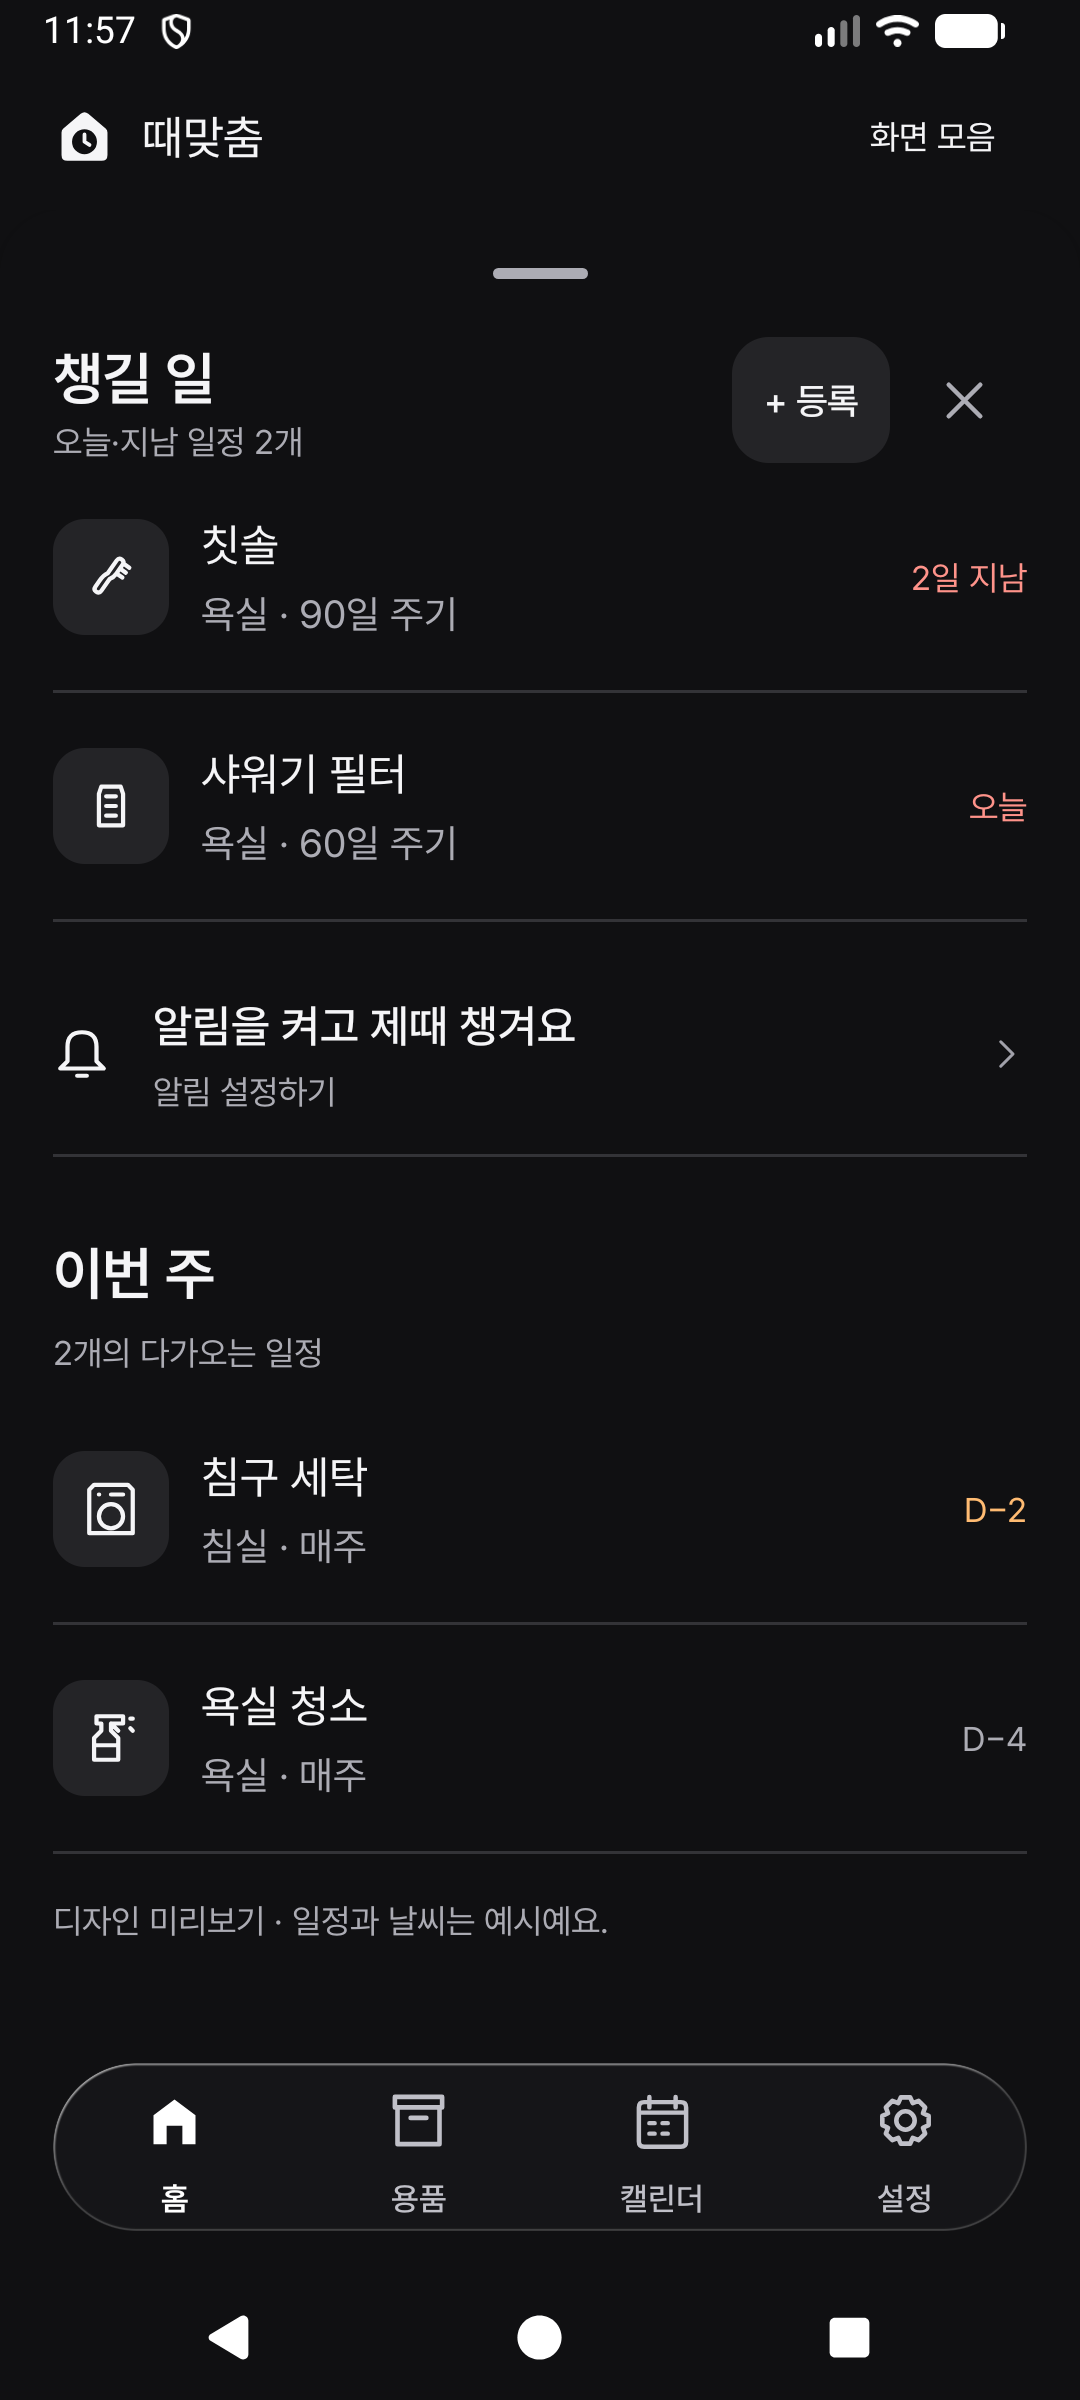 11:57
때맞춤
화면 모음
챙길 일
오늘·지남 일정 2개
+ 등록
칫솔
욕실 · 90일 주기
2일 지남
샤워기 필터
욕실 · 60일 주기
오늘
알림을 켜고 제때 챙겨요
알림 설정하기
이번 주
2개의 다가오는 일정
침구 세탁
침실 · 매주
D-2
욕실 청소
욕실 · 매주
D-4
디자인 미리보기 · 일정과 날씨는 예시예요.
홈
용품
캘린더
설정